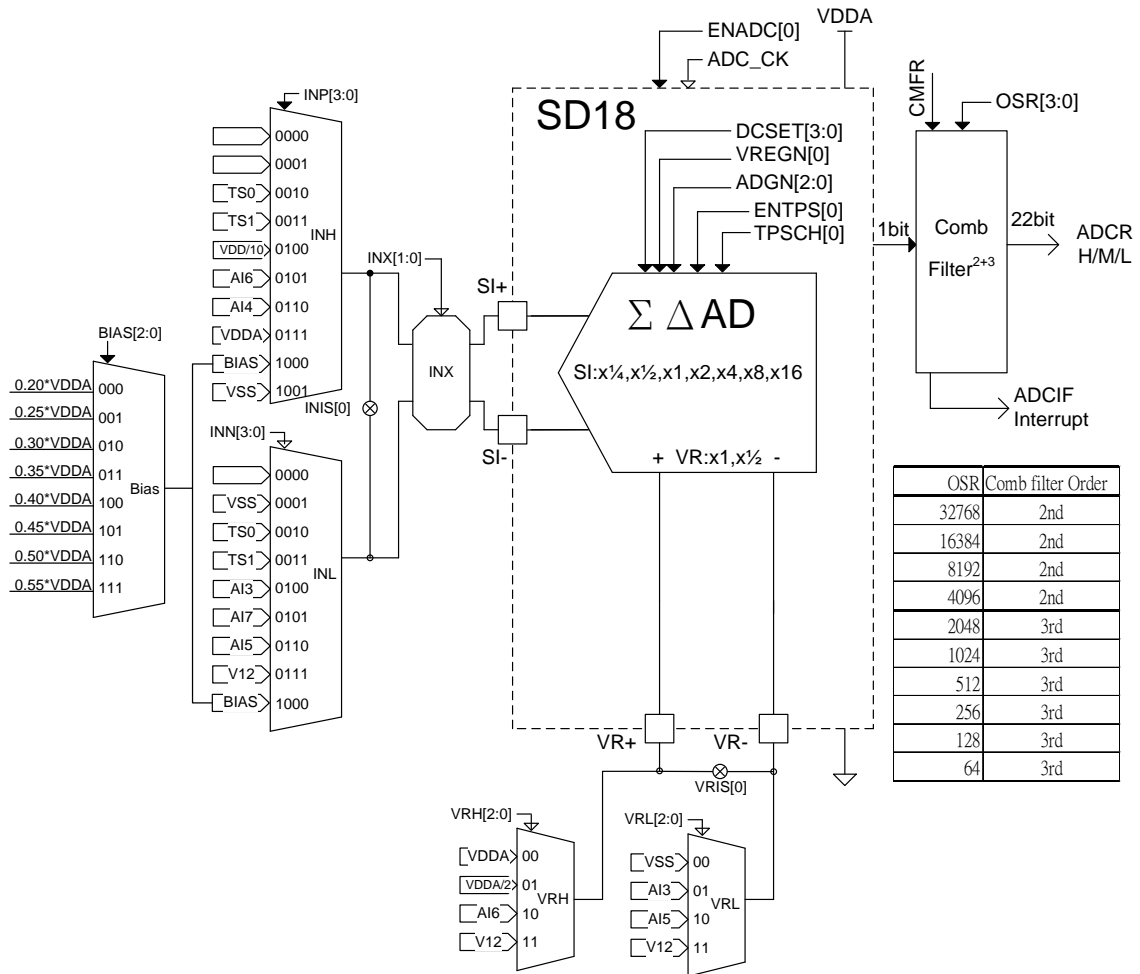 ENADC[0]
VDDA
ADC_CK
SD18
DCSET[3:0]
VREGN[0]
ADGN[2:0]
ENTPS[0]
TPSCH[0]
CMFR
OSR[3:0]
1bit
Comb
Filter2+3
22bit
ADCR
H/M/L
ADCIF
Interrupt
INP[3:0]
0000
0001
TS0 0010
TS1 0011
INH
VDD/10 0100
AI6 0101
AI4 0110
VDDA 0111
BIAS 1000
VSS 1001
INX[1:0]
INX
SI+
SI-
Σ Δ AD
SI:x¼,x½,x1,x2,x4,x8,x16
+ VR:x1,x½ -
INIS[0]
BIAS[2:0]
0.20*VDDA 000
0.25*VDDA 001
0.30*VDDA 010
0.35*VDDA 011
0.40*VDDA 100
0.45*VDDA 101
0.50*VDDA 110
0.55*VDDA 111
Bias
INN[3:0]
0000
VSS 0001
TS0 0010
TS1 0011
INL
AI3 0100
AI7 0101
AI5 0110
V12 0111
BIAS 1000
OSR Comb filter Order
32768 2nd
16384 2nd
8192 2nd
4096 2nd
2048 3rd
1024 3rd
512 3rd
256 3rd
128 3rd
64 3rd
VR+
VR-
VRIS[0]
VRH[2:0]
VDDA 00
VDDA/2 01
VRH
AI6 10
V12 11
VRL[2:0]
VSS 00
AI3 01
VRL
AI5 10
V12 11